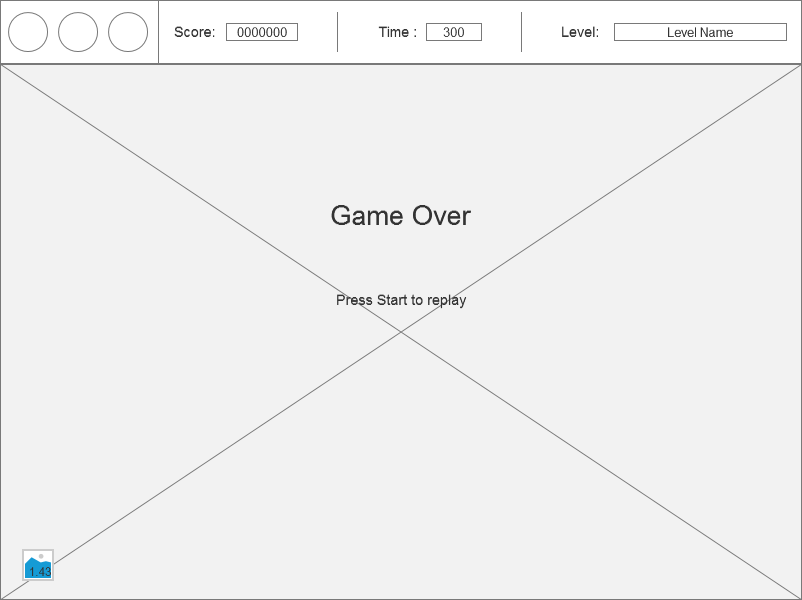 Score: 0000000 Time : 300 Level: Level Name
Game Over
Press Start to replay
1.43